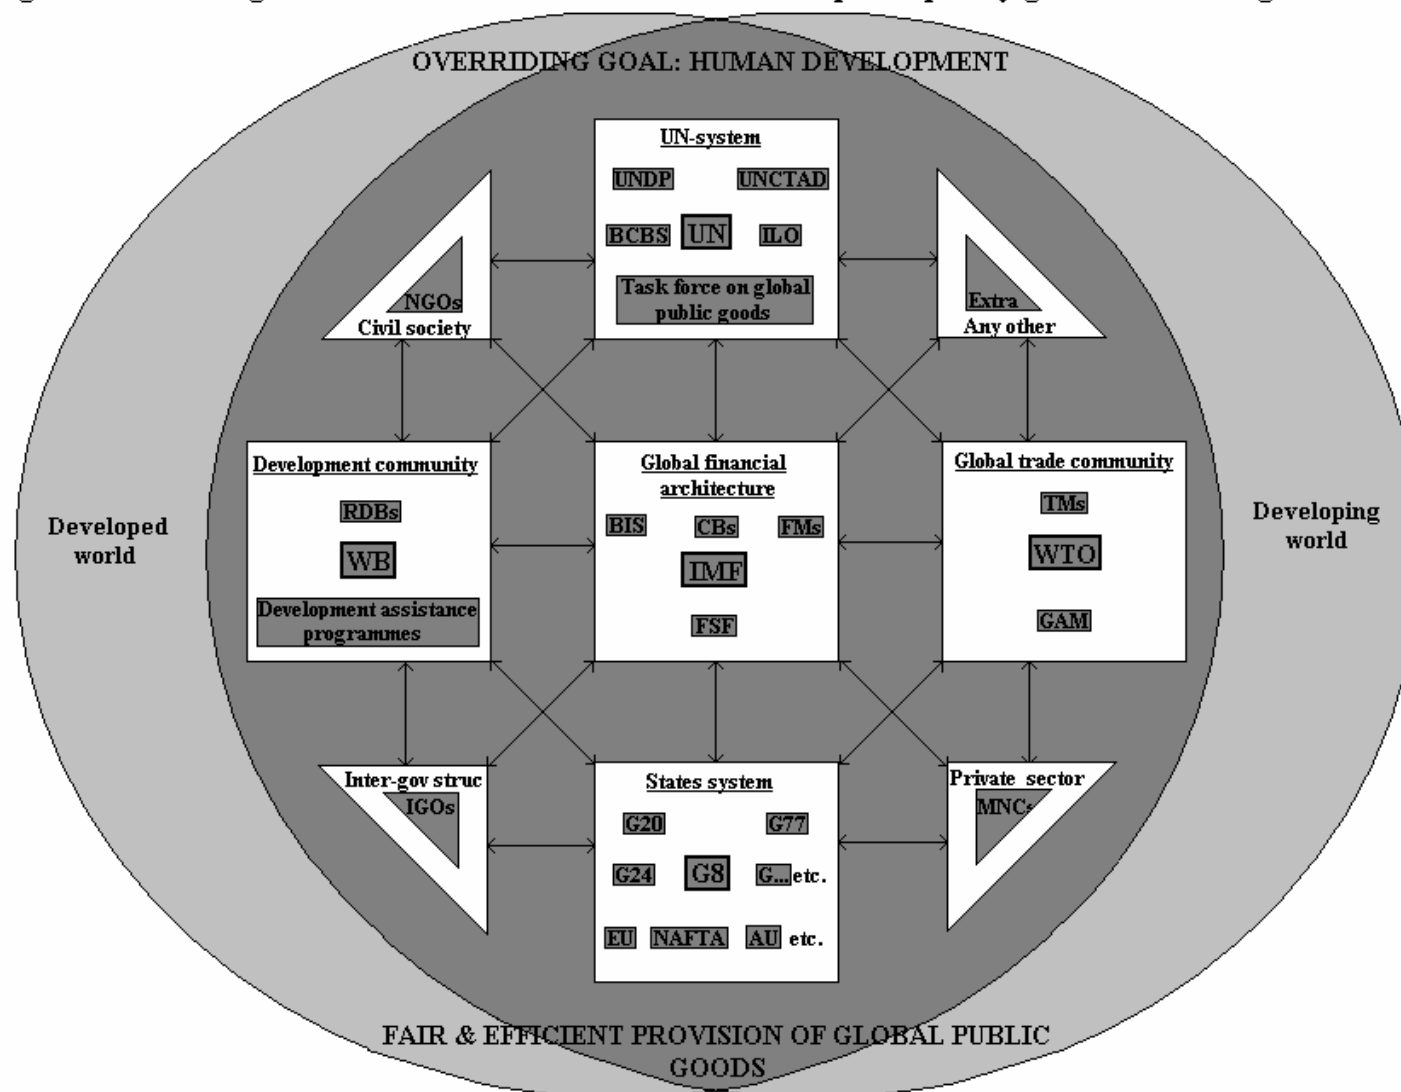 OVERRIDING GOAL: HUMAN DEVELOPMENT
UN-system
UNDP
UNCTAD
BCBS
UN
ILO
Task force on global
public goods
NGOs
Civil society
Extra
Any other
Development community
RDBs
WB
Development assistance
programmes
Global financial
architecture
BIS
CBs
FMs
IMF
FSF
Global trade community
TMs
WTO
GAM
Developed
world
Developing
world
Inter-gov struc
IGOs
States system
G20
G77
G24
G8
G... etc.
EU
NAFTA
AU etc.
Private sector
MNCs
FAIR & EFFICIENT PROVISION OF GLOBAL PUBLIC
GOODS